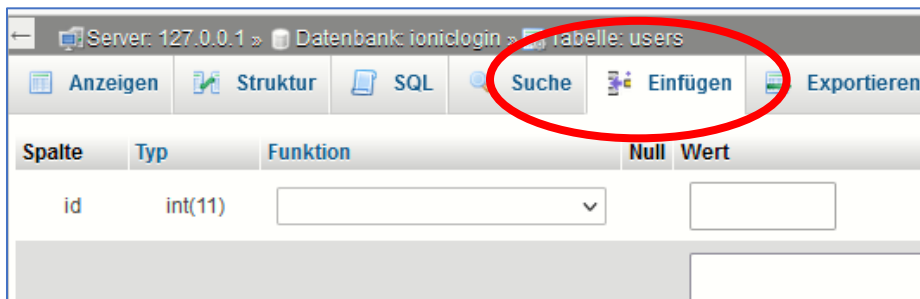 ← Server: 127.0.0.1 » Datenbank: ioniclogin » Tabelle: users
Anzeigen Struktur SQL Suche Einfügen Exportieren
Spalte Typ Funktion Null Wert
id int(11)